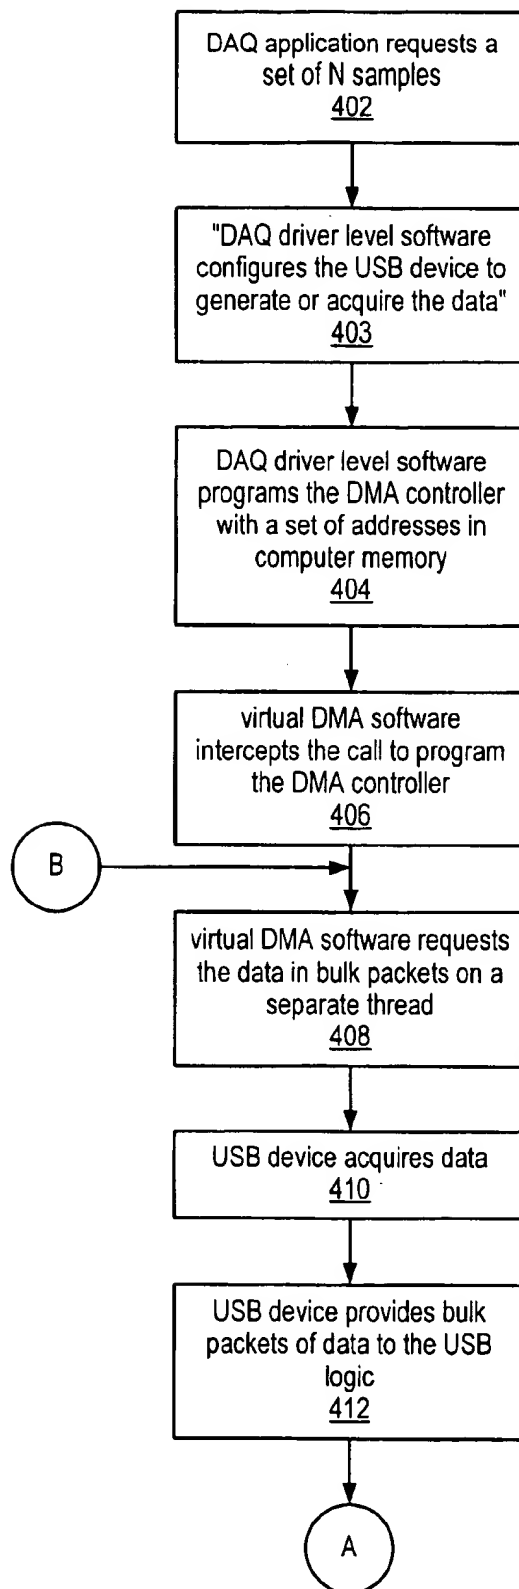 DAQ application requests a
set of N samples
402
"DAQ driver level software
configures the USB device to
generate or acquire the data"
403
DAQ driver level software
programs the DMA controller
with a set of addresses in
computer memory
404
virtual DMA software
intercepts the call to program
the DMA controller
406
B
virtual DMA software requests
the data in bulk packets on a
separate thread
408
USB device acquires data
410
USB device provides bulk
packets of data to the USB
logic
412
A